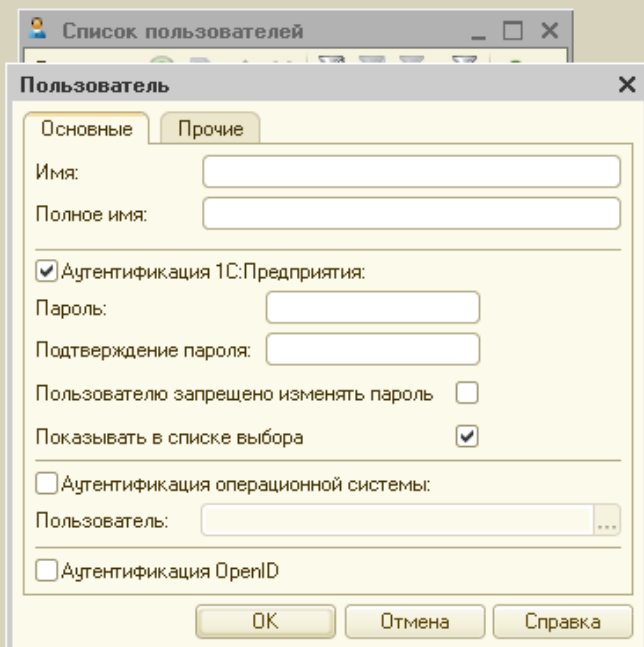 Список пользователей
Пользователь
Основные Прочие
Имя:
Полное имя:
Аутентификация 1С:Предприятия:
Пароль:
Подтверждение пароля:
Пользователю запрещено изменять пароль
Показывать в списке выбора
Аутентификация операционной системы:
Пользователь: ...
Аутентификация OpenID
OK Отмена Справка